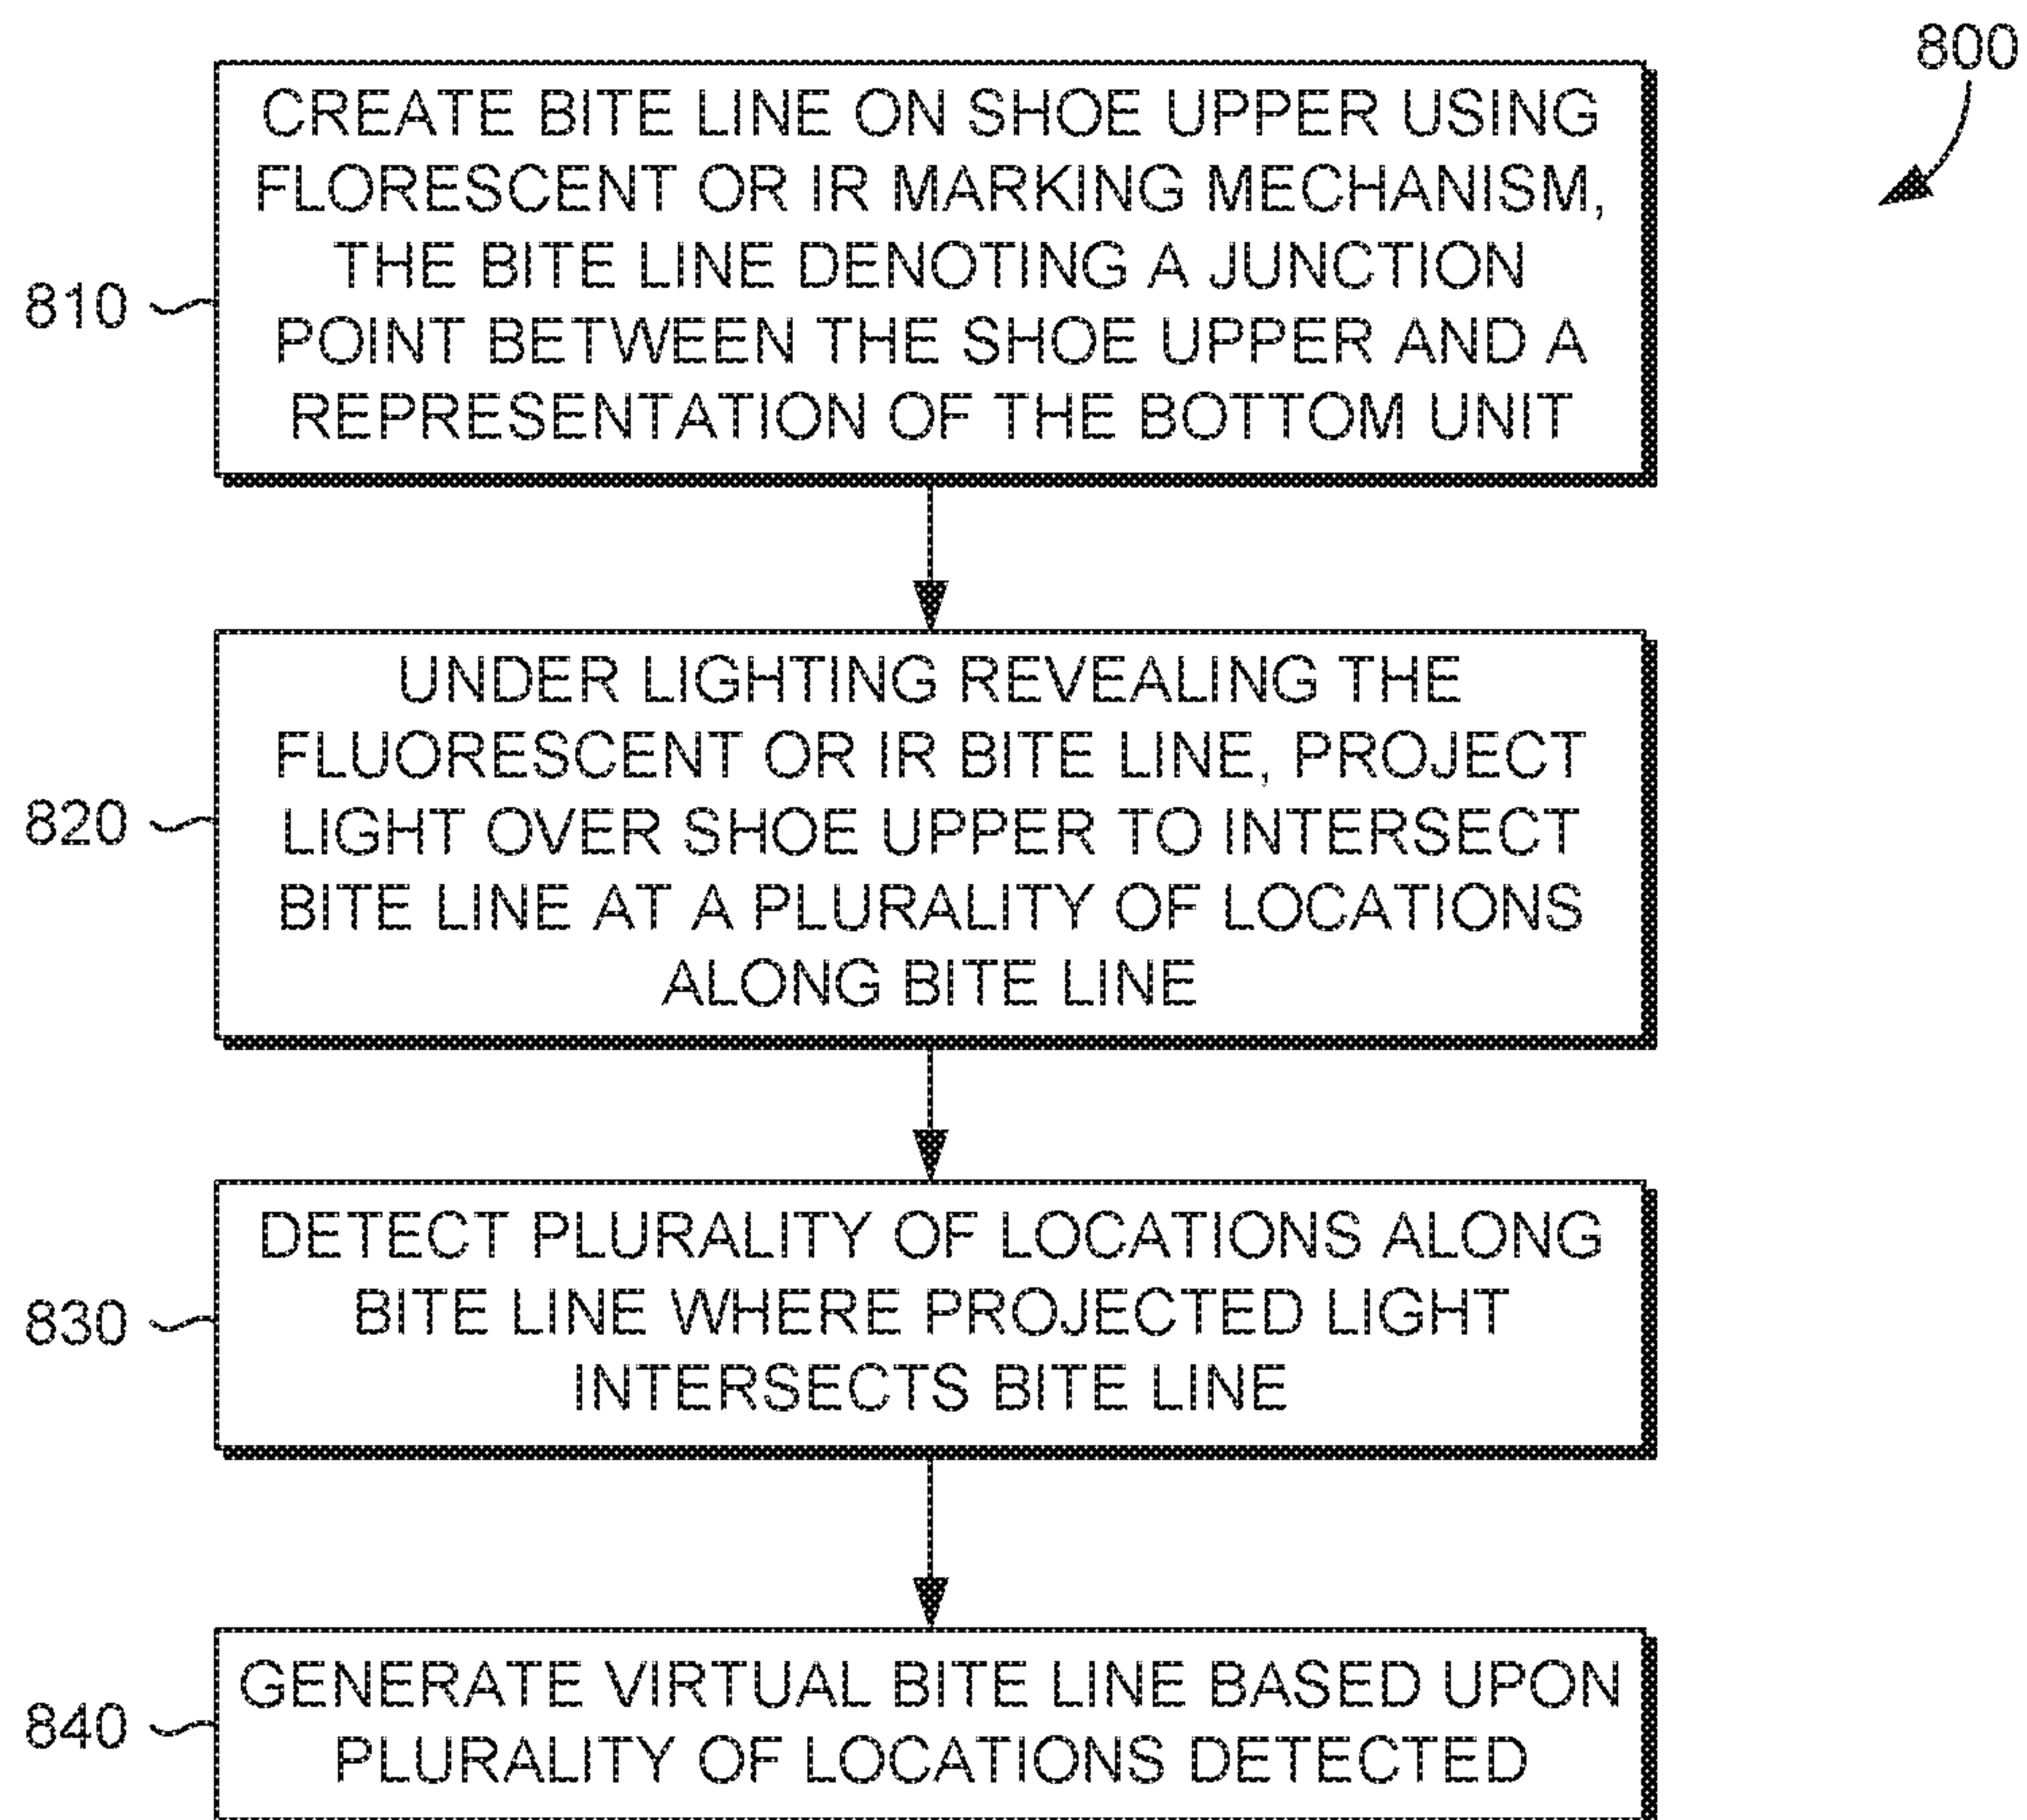 800
CREATE BITE LINE ON SHOE UPPER USING
FLORESCENT OR IR MARKING MECHANISM,
THE BITE LINE DENOTING A JUNCTION
POINT BETWEEN THE SHOE UPPER AND A
REPRESENTATION OF THE BOTTOM UNIT
810
UNDER LIGHTING REVEALING THE
FLUORESCENT OR IR BITE LINE, PROJECT
LIGHT OVER SHOE UPPER TO INTERSECT
BITE LINE AT A PLURALITY OF LOCATIONS
ALONG BITE LINE
820
DETECT PLURALITY OF LOCATIONS ALONG
BITE LINE WHERE PROJECTED LIGHT
INTERSECTS BITE LINE
830
GENERATE VIRTUAL BITE LINE BASED UPON
PLURALITY OF LOCATIONS DETECTED
840